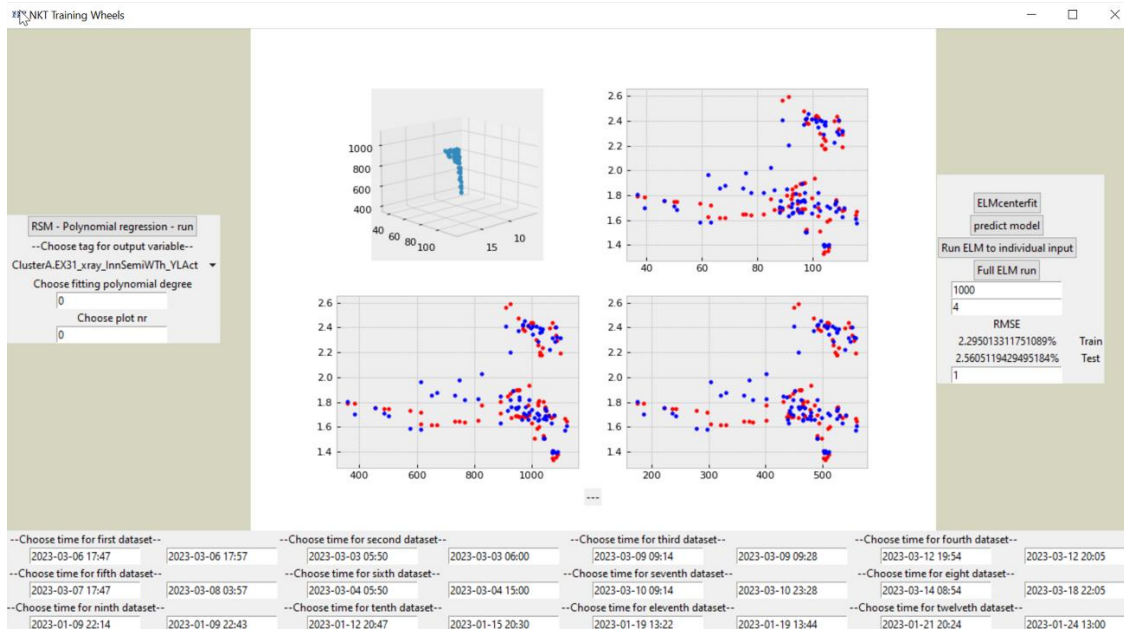 NKT Training Wheels
RSM - Polynomial regression - run
--Choose tag for output variable--
ClusterA.EX31_xray_InnSemiWTh_YLAct
Choose fitting polynomial degree
0
Choose plot nr
0
1000
800
600
400
40
60
80
100
15
10
2.6
2.4
2.2
2.0
1.8
1.6
1.4
40 60 80 100
2.6
2.4
2.2
2.0
1.8
1.6
1.4
400 600 800 1000
2.6
2.4
2.2
2.0
1.8
1.6
1.4
200 300 400 500
---
ELMcenterfit
predict model
Run ELM to individual input
Full ELM run
1000
4
RMSE
2.295013311751089% Train
2.5605119429495184% Test
1
--Choose time for first dataset-- --Choose time for second dataset-- --Choose time for third dataset-- --Choose time for fourth dataset--
2023-03-06 17:47 2023-03-06 17:57 2023-03-03 05:50 2023-03-03 06:00 2023-03-09 09:14 2023-03-09 09:28 2023-03-12 19:54 2023-03-12 20:05
--Choose time for fifth dataset-- --Choose time for sixth dataset-- --Choose time for seventh dataset-- --Choose time for eight dataset--
2023-03-07 17:47 2023-03-08 03:57 2023-03-04 05:50 2023-03-04 15:00 2023-03-10 09:14 2023-03-10 23:28 2023-03-14 08:54 2023-03-18 22:05
--Choose time for ninth dataset-- --Choose time for tenth dataset-- --Choose time for eleventh dataset-- --Choose time for twelveth dataset--
2023-01-09 22:14 2023-01-09 22:43 2023-01-12 20:47 2023-01-15 20:30 2023-01-19 13:22 2023-01-19 13:44 2023-01-21 20:24 2023-01-24 13:00